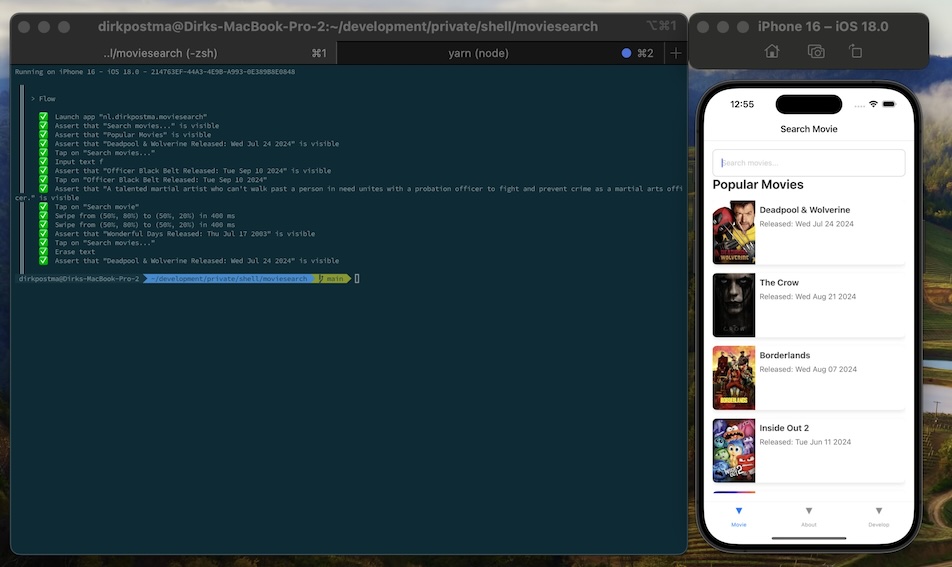 dirkpostma@Dirks-MacBook-Pro-2:~/development/private/shell/moviesearch
⌥⌘1
..l/moviesearch (-zsh)
⌘1
yarn (node)
⌘2
Running on iPhone 16 - iOS 18.0 - 214763EF-44A3-4E9B-A993-0E389B8E0848
> Flow
Launch app "nl.dirkpostma.moviesearch"
Assert that "Search movies..." is visible
Assert that "Popular Movies" is visible
Assert that "Deadpool & Wolverine Released: Wed Jul 24 2024" is visible
Tap on "Search movies..."
Input text f
Assert that "Officer Black Belt Released: Tue Sep 10 2024" is visible
Tap on "Officer Black Belt Released: Tue Sep 10 2024"
Assert that "A talented martial artist who can't walk past a person in need unites with a probation officer to fight and prevent crime as a martial arts offi
cer." is visible
Tap on "Search movie"
Swipe from (50%, 80%) to (50%, 20%) in 400 ms
Swipe from (50%, 80%) to (50%, 20%) in 400 ms
Assert that "Wonderful Days Released: Thu Jul 17 2003" is visible
Tap on "Search movies..."
Erase text
Assert that "Deadpool & Wolverine Released: Wed Jul 24 2024" is visible
dirkpostma@Dirks-MacBook-Pro-2 ~/development/private/shell/moviesearch main
iPhone 16 – iOS 18.0
12:55
Search Movie
Search movies...
Popular Movies
Deadpool & Wolverine
Released: Wed Jul 24 2024
The Crow
Released: Wed Aug 21 2024
CROW
Borderlands
Released: Wed Aug 07 2024
BORDERLANDS
Inside Out 2
Released: Tue Jun 11 2024
Movie
About
Develop